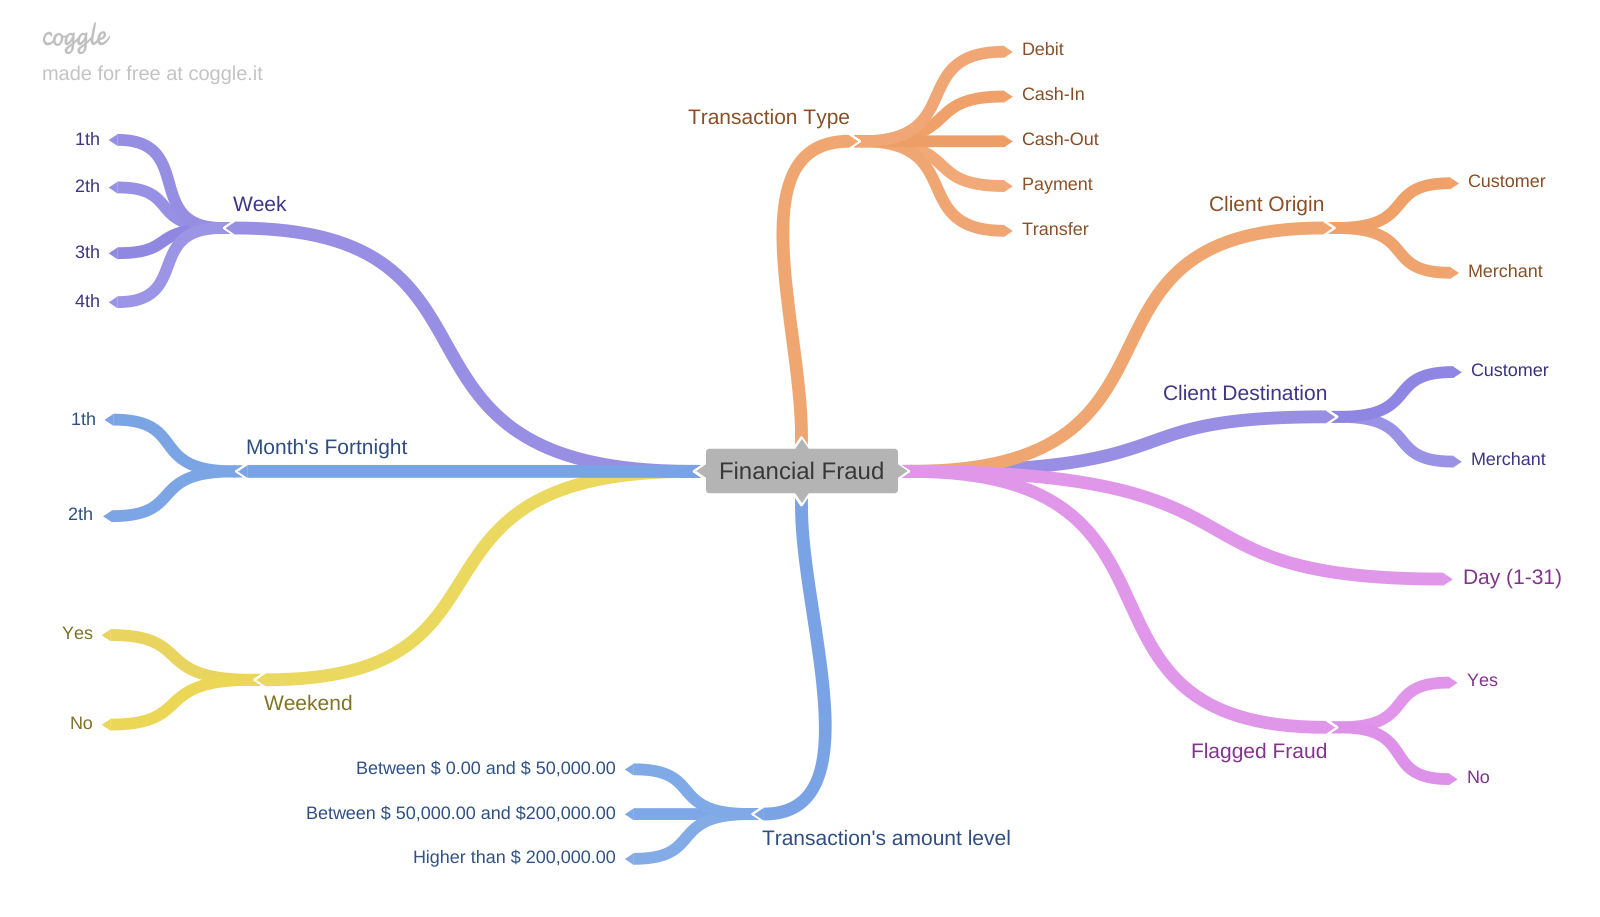 coggle
made for free at coggle.it
Financial Fraud
Transaction Type
Debit
Cash-In
Cash-Out
Payment
Transfer
Client Origin
Customer
Merchant
Client Destination
Customer
Merchant
Day (1-31)
Flagged Fraud
Yes
No
Transaction's amount level
Between $ 0.00 and $ 50,000.00
Between $ 50,000.00 and $200,000.00
Higher than $ 200,000.00
Week
1th
2th
3th
4th
Month's Fortnight
1th
2th
Weekend
Yes
No